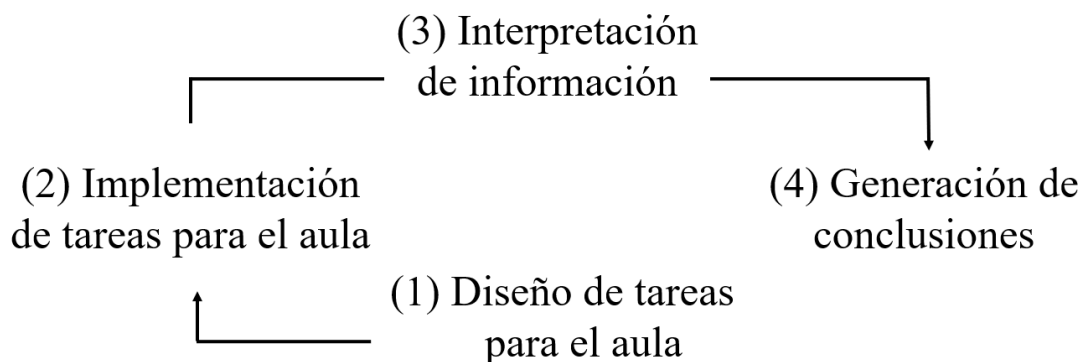 (3) Interpretación
de información
(2) Implementación
de tareas para el aula
(4) Generación de
conclusiones
(1) Diseño de tareas
para el aula